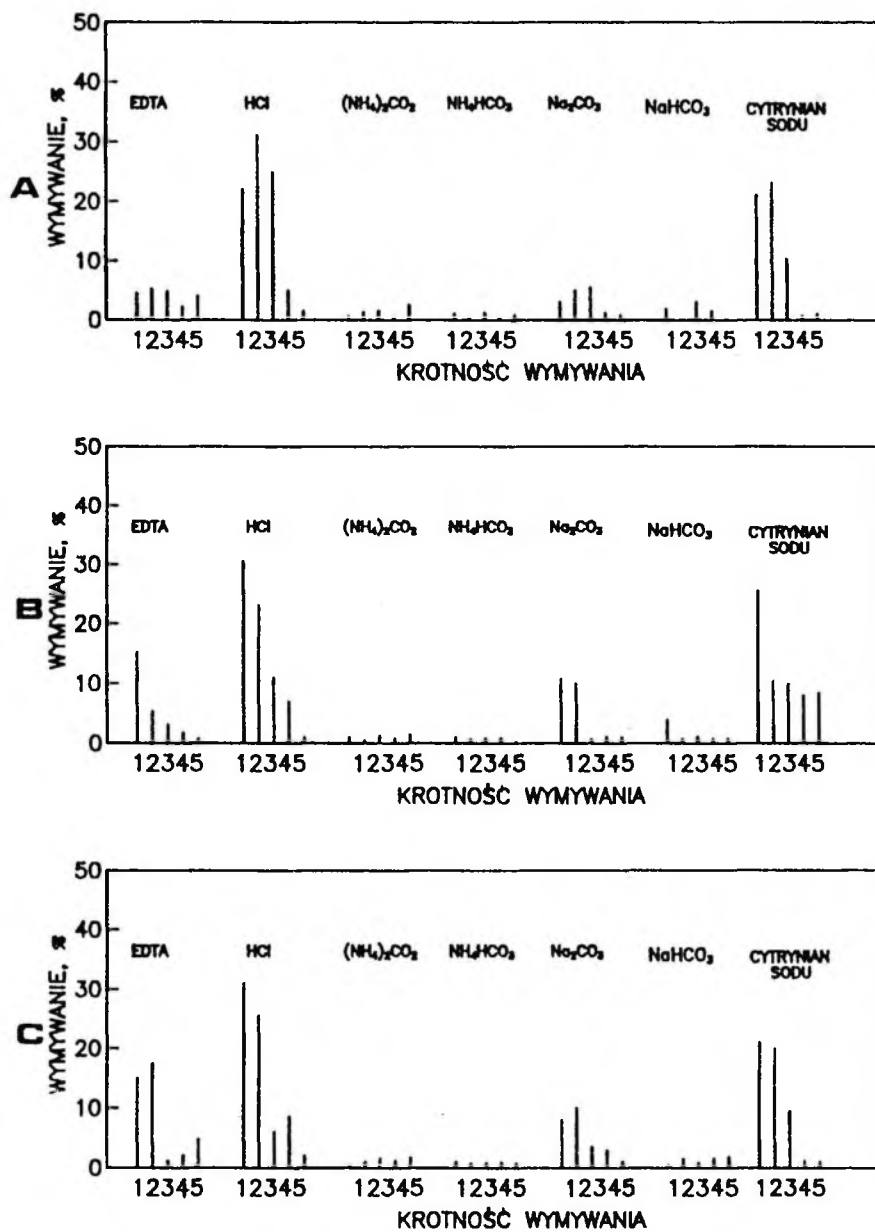 A
WYMYWANIE, %
50
40
30
20
10
0
EDTA HCl (NH₄)₂CO₂ NH₄HCO₃ Na₂CO₃ NaHCO₃ CYTRYNIAN SODU
12345 12345 12345 12345 12345 12345 12345
KROTNOŚĆ WYMYWANIA
B
WYMYWANIE, %
50
40
30
20
10
0
EDTA HCl (NH₄)₂CO₂ NH₄HCO₃ Na₂CO₃ NaHCO₃ CYTRYNIAN SODU
12345 12345 12345 12345 12345 12345 12345
KROTNOŚĆ WYMYWANIA
C
WYMYWANIE, %
50
40
30
20
10
0
EDTA HCl (NH₄)₂CO₂ NH₄HCO₃ Na₂CO₃ NaHCO₃ CYTRYNIAN SODU
12345 12345 12345 12345 12345 12345 12345
KROTNOŚĆ WYMYWANIA